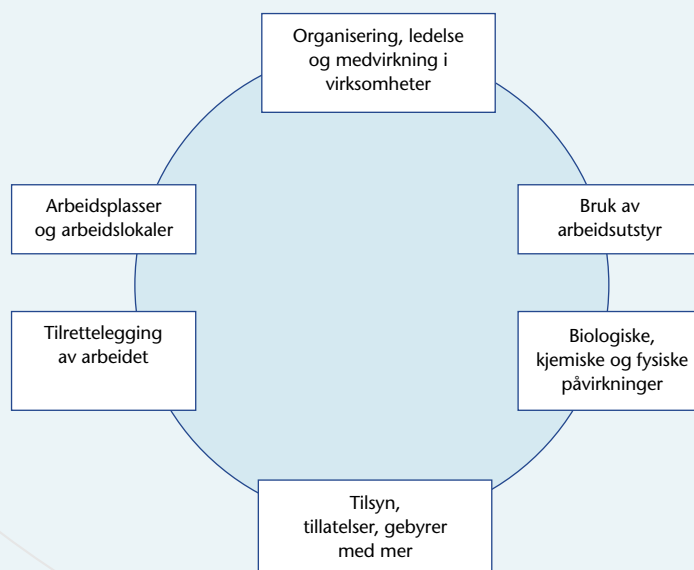 Organisering, ledelse
og medvirkning i
virksomheter
Arbeidsplasser
og arbeidslokaler
Bruk av
arbeidsutstyr
Tilrettelegging
av arbeidet
Biologiske,
kjemiske og fysiske
påvirkninger
Tilsyn,
tillatelser, gebyrer
med mer